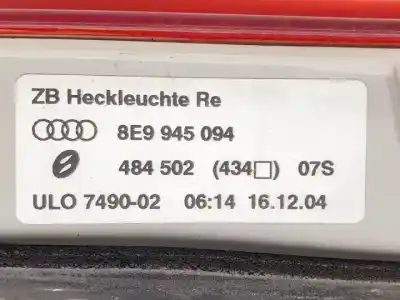 ZB Heckleuchte Re
8E9 945 094
484 502 (434□) 07S
ULO 7490-02 06:14 16.12.04